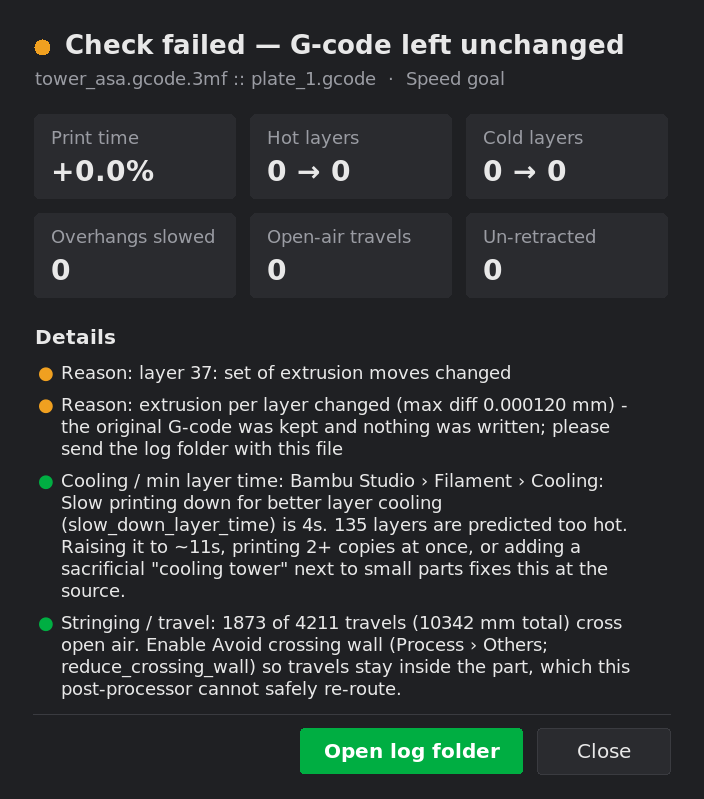 Check failed — G-code left unchanged
tower_asa.gcode.3mf :: plate_1.gcode · Speed goal
Print time
+0.0%
Hot layers
0 → 0
Cold layers
0 → 0
Overhangs slowed
0
Open-air travels
0
Un-retracted
0
Details
Reason: layer 37: set of extrusion moves changed
Reason: extrusion per layer changed (max diff 0.000120 mm) -
the original G-code was kept and nothing was written; please
send the log folder with this file
Cooling / min layer time: Bambu Studio › Filament › Cooling:
Slow printing down for better layer cooling
(slow_down_layer_time) is 4s. 135 layers are predicted too hot.
Raising it to ~11s, printing 2+ copies at once, or adding a
sacrificial "cooling tower" next to small parts fixes this at the
source.
Stringing / travel: 1873 of 4211 travels (10342 mm total) cross
open air. Enable Avoid crossing wall (Process › Others;
reduce_crossing_wall) so travels stay inside the part, which this
post-processor cannot safely re-route.
Open log folder
Close